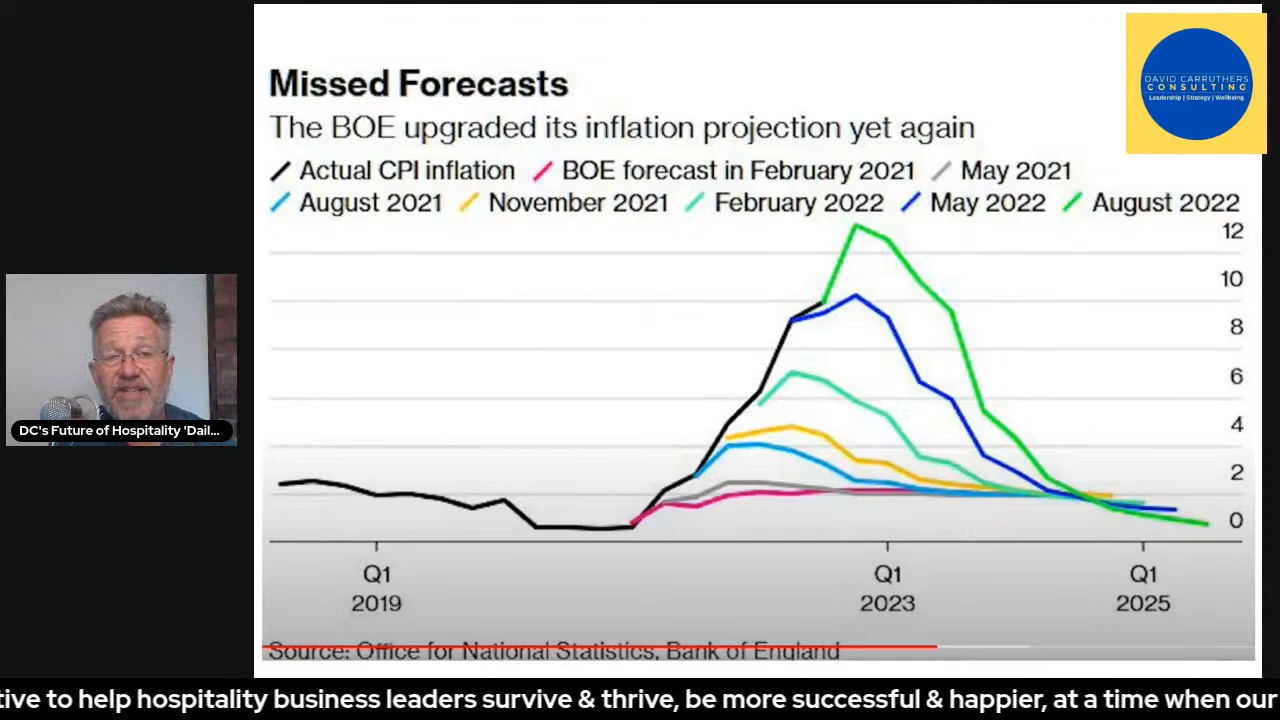 Missed Forecasts
The BOE upgraded its inflation projection yet again
Actual CPI inflation BOE forecast in February 2021 May 2021
August 2021 November 2021 February 2022 May 2022 August 2022
12
10
8
6
4
2
0
Q1 Q1 Q1
2019 2023 2025
Source: Office for National Statistics, Bank of England
DAVID CARRUTHERS
CONSULTING
Leadership | Strategy | Wellbeing
DC's Future of Hospitality 'Dail...
tive to help hospitality business leaders survive & thrive, be more successful & happier, at a time when our